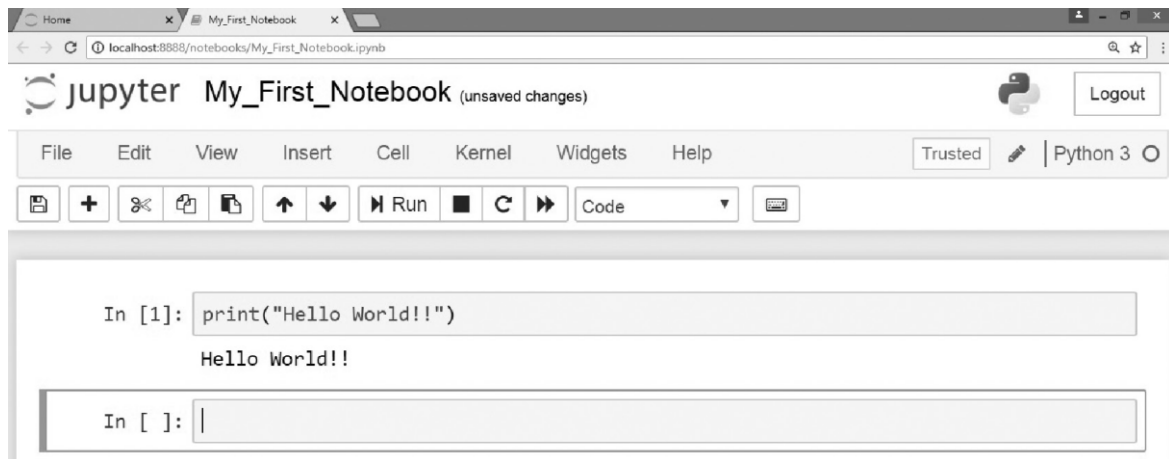 Home My_First_Notebook
localhost:8888/notebooks/My_First_Notebook.ipynb
jupyter My_First_Notebook (unsaved changes) Logout
File Edit View Insert Cell Kernel Widgets Help Trusted Python 3
Run Code
In [1]: print("Hello World!!")
Hello World!!
In [ ]: